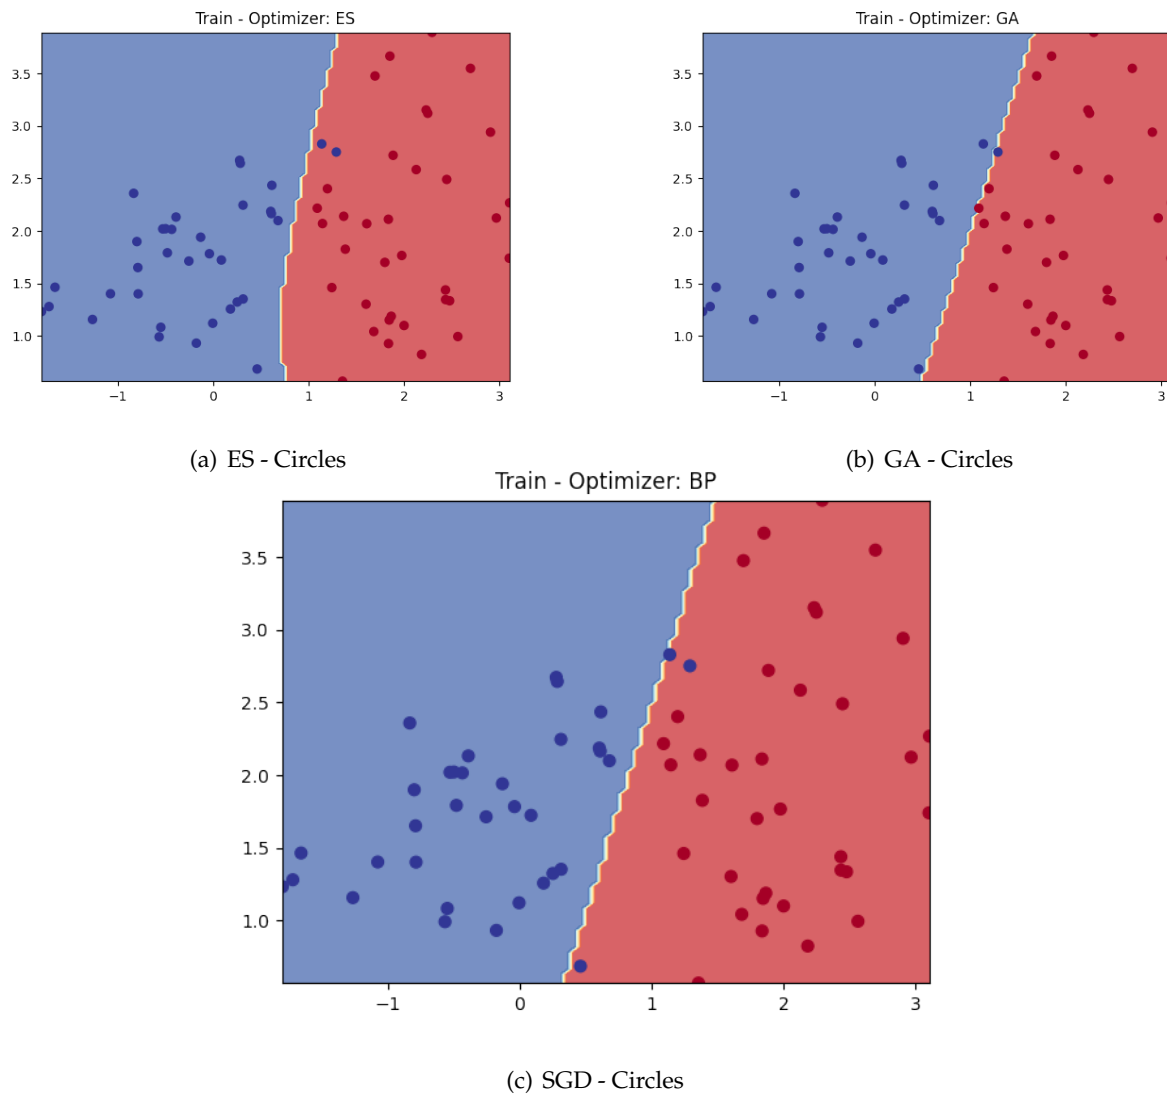 Train - Optimizer: ES
3.5
3.0
2.5
2.0
1.5
1.0
−1 0 1 2 3
(a) ES - Circles
Train - Optimizer: GA
3.5
3.0
2.5
2.0
1.5
1.0
−1 0 1 2 3
(b) GA - Circles
Train - Optimizer: BP
3.5
3.0
2.5
2.0
1.5
1.0
−1 0 1 2 3
(c) SGD - Circles